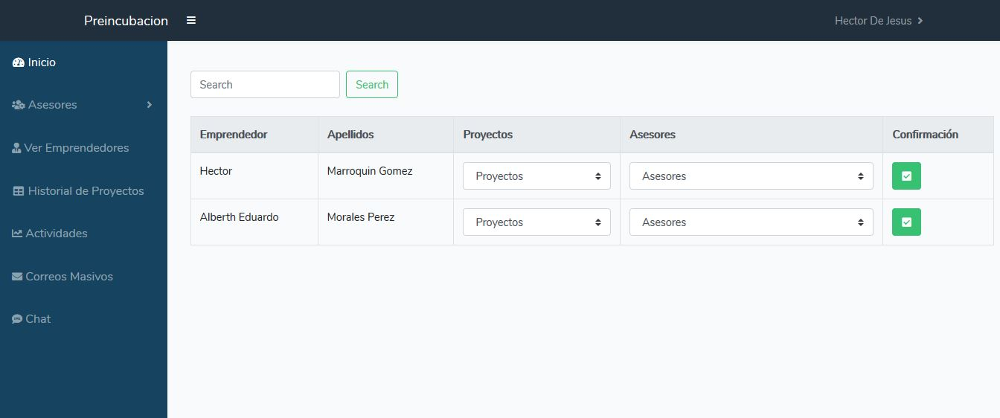 Preincubacion
Hector De Jesus
Inicio
Asesores
Ver Emprendedores
Historial de Proyectos
Actividades
Correos Masivos
Chat
Search Search
Emprendedor Apellidos Proyectos Asesores Confirmación
Hector Marroquin Gomez Proyectos Asesores
Alberth Eduardo Morales Perez Proyectos Asesores